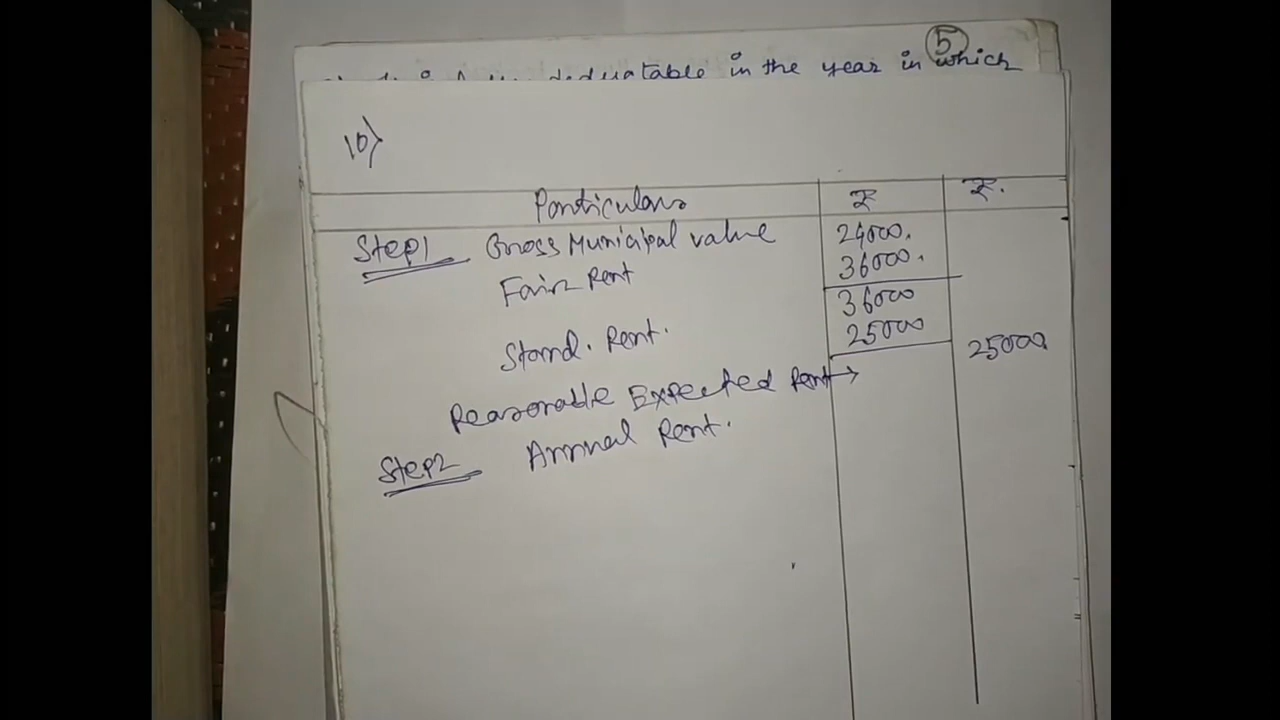 5
deductable in the year in which
10)
Particulars ₹ ₹.
Step1 Gross Municipal value 24000.
Fair Rent 36000.
36000
Stand. Rent. 25000 25000
Reasonable Expected Rent →
Step2 Annual Rent.